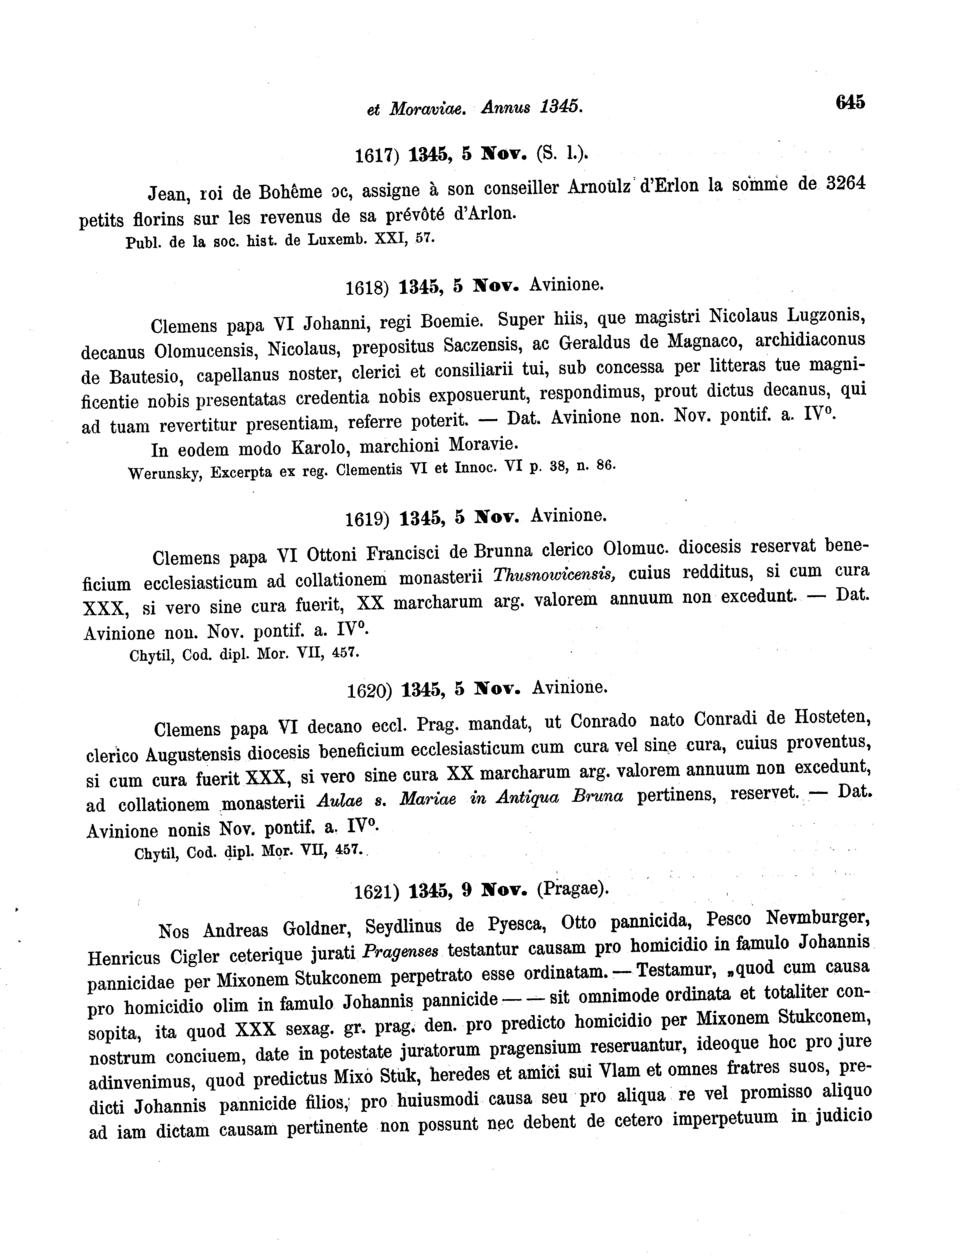 et Moraviae. Annus 1345. 645
1617) 1345, 5 Nov. (S. l.).
Jean, roi de Bohême ɔc, assigne à son conseiller Arnoùlz d'Erlon la somme de 3264
petits florins sur les revenus de sa prévôté d'Arlon.
Publ. de la soc. hist. de Luxemb. XXI, 57.
1618) 1345, 5 Nov. Avinione.
Clemens papa VI Johanni, regi Boemie. Super hiis, que magistri Nicolaus Lugzonis,
decanus Olomucensis, Nicolaus, prepositus Saczensis, ac Geraldus de Magnaco, archidiaconus
de Bautesio, capellanus noster, clerici et consiliarii tui, sub concessa per litteras tue magni-
ficentie nobis presentatas credentia nobis exposuerunt, respondimus, prout dictus decanus, qui
ad tuam revertitur presentiam, referre poterit. — Dat. Avinione non. Nov. pontif. a. IVº.
In eodem modo Karolo, marchioni Moravie.
Werunsky, Excerpta ex reg. Clementis VI et Innoc. VI p. 38, n. 86.
1619) 1345, 5 Nov. Avinione.
Clemens papa VI Ottoni Francisci de Brunna clerico Olomuc. diocesis reservat bene-
ficium ecclesiasticum ad collationem monasterii Thusnowicensis, cuius redditus, si cum cura
XXX, si vero sine cura fuerit, XX marcharum arg. valorem annuum non excedunt. — Dat.
Avinione non. Nov. pontif. a. IVº.
Chytil, Cod. dipl. Mor. VII, 457.
1620) 1345, 5 Nov. Avinione.
Clemens papa VI decano eccl. Prag. mandat, ut Conrado nato Conradi de Hosteten,
clerico Augustensis diocesis beneficium ecclesiasticum cum cura vel sine cura, cuius proventus,
si cum cura fuerit XXX, si vero sine cura XX marcharum arg. valorem annuum non excedunt,
ad collationem monasterii Aulae s. Mariae in Antiqua Bruna pertinens, reservet. — Dat.
Avinione nonis Nov. pontif. a. IVº.
Chytil, Cod. dipl. Mor. VII, 457.
1621) 1345, 9 Nov. (Pragae).
Nos Andreas Goldner, Seydlinus de Pyesca, Otto pannicida, Pesco Nevmburger,
Henricus Cigler ceterique jurati Pragenses testantur causam pro homicidio in famulo Johannis
pannicidae per Mixonem Stukconem perpetrato esse ordinatam. — Testamur, „quod cum causa
pro homicidio olim in famulo Johannis pannicide — — sit omnimode ordinata et totaliter con-
sopita, ita quod XXX sexag. gr. prag. den. pro predicto homicidio per Mixonem Stukconem,
nostrum conciuem, date in potestate juratorum pragensium reseruantur, ideoque hoc pro jure
adinvenimus, quod predictus Mixo Stuk, heredes et amici sui Vlam et omnes fratres suos, pre-
dicti Johannis pannicide filios, pro huiusmodi causa seu pro aliqua re vel promisso aliquo
ad iam dictam causam pertinente non possunt nec debent de cetero imperpetuum in judicio